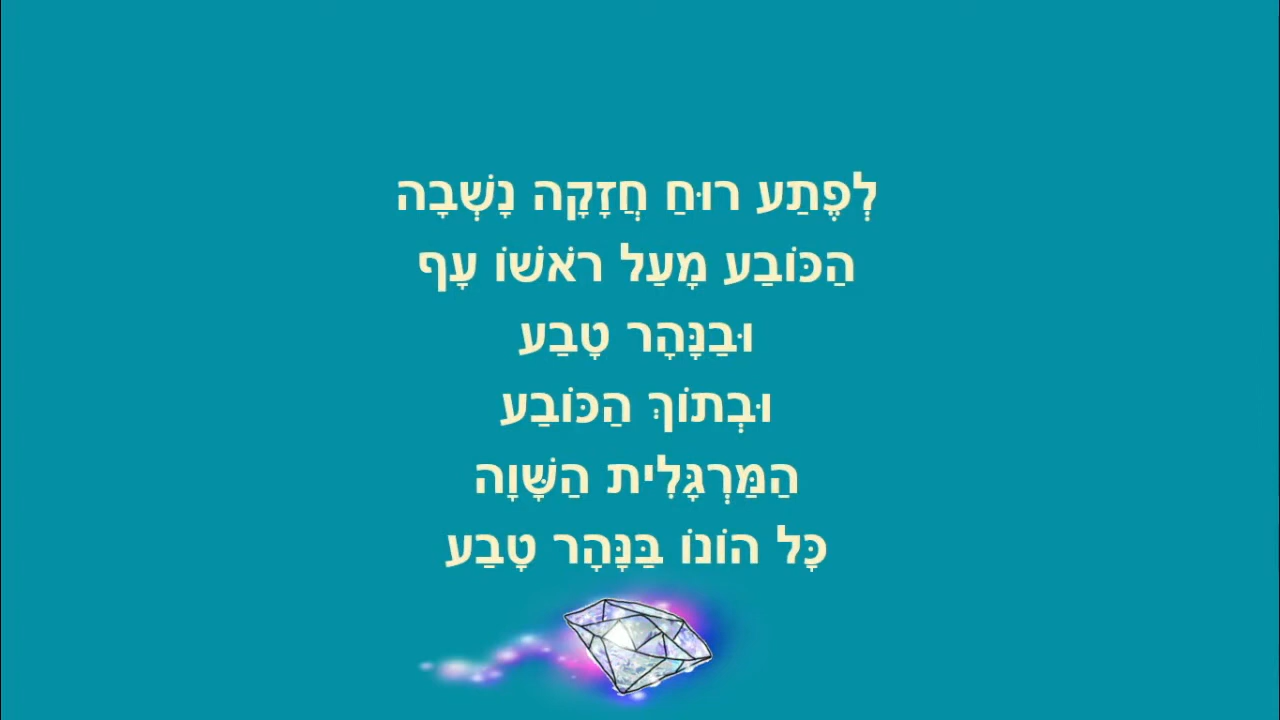 לְפֶתַע רוּחַ חֲזָקָה נָשְׁבָה
הַכּוֹבַע מָעַל רֹאשׁוֹ עָף
וּבַנָּהָר טָבַע
וּבְתוֹךְ הַכּוֹבַע
הַמַּרְגָּלִית הַשָּׁוָה
כָּל הוֹנוֹ בַּנָּהָר טָבַע